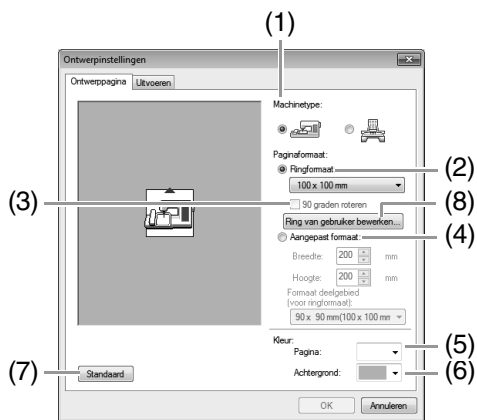 (1)
Ontwerpinstellingen
Ontwerppagina Uitvoeren
Machinetype:
Paginaformaat:
Ringformaat
(2)
100 x 100 mm
(3)
90 graden roteren
(8)
Ring van gebruiker bewerken...
Aangepast formaat:
(4)
Breedte: 200 mm
Hoogte: 200 mm
Formaat deelgebied
(voor ringformaat):
90 x 90 mm(100 x 100 mm
Kleur:
Pagina:
(5)
Achtergrond:
(6)
(7)
Standaard
OK Annuleren